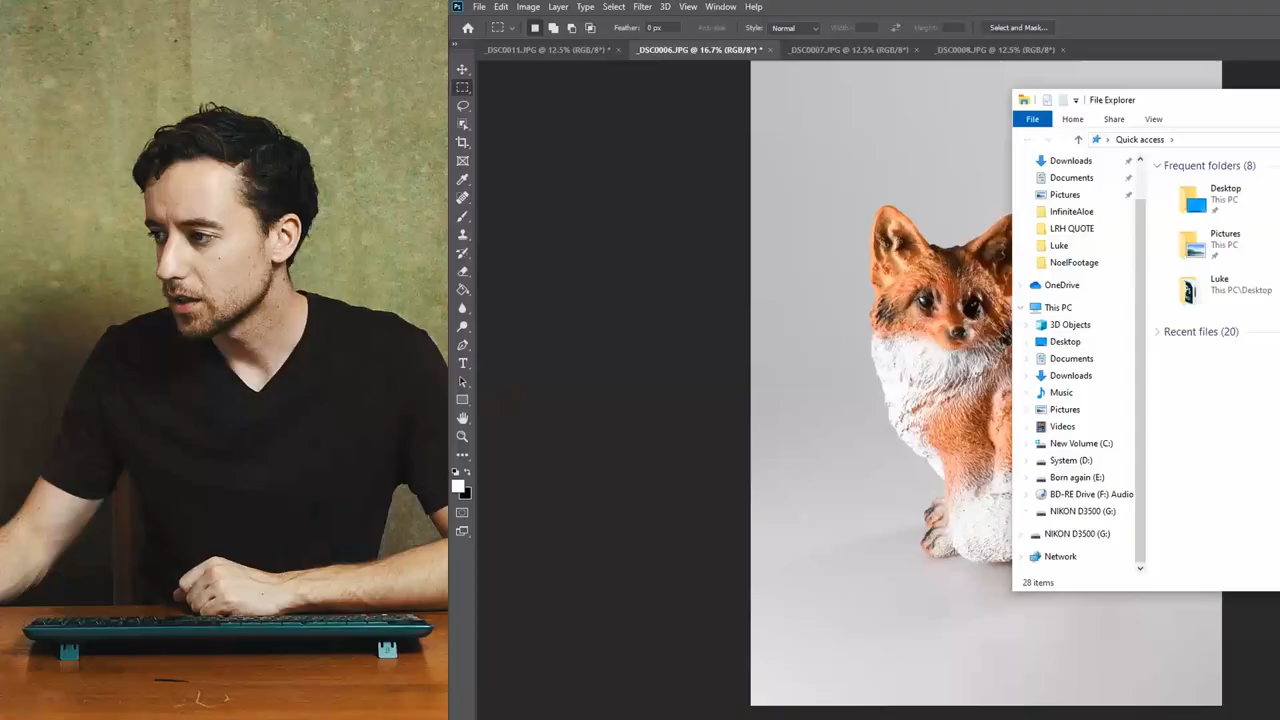 Ps File Edit Image Layer Type Select Filter 3D View Window Help
Feather: 0 px Style: Normal Select and Mask...
_DSC0011.JPG @ 12.5% (RGB/8*) * × _DSC0006.JPG @ 16.7% (RGB/8*) * × _DSC0007.JPG @ 12.5% (RGB/8*) × _DSC0008.JPG @ 12.5% (RGB/8*) ×
File Explorer
File Home Share View
Quick access
Downloads
Documents
Pictures
InfiniteAloe
LRH QUOTE
Luke
NoelFootage
OneDrive
This PC
3D Objects
Desktop
Documents
Downloads
Music
Pictures
Videos
New Volume (C:)
System (D:)
Born again (E:)
BD-RE Drive (F:) Audio
NIKON D3500 (G:)
NIKON D3500 (G:)
Network
28 items
Frequent folders (8)
Desktop
This PC
Pictures
This PC
Luke
This PC\Desktop
Recent files (20)